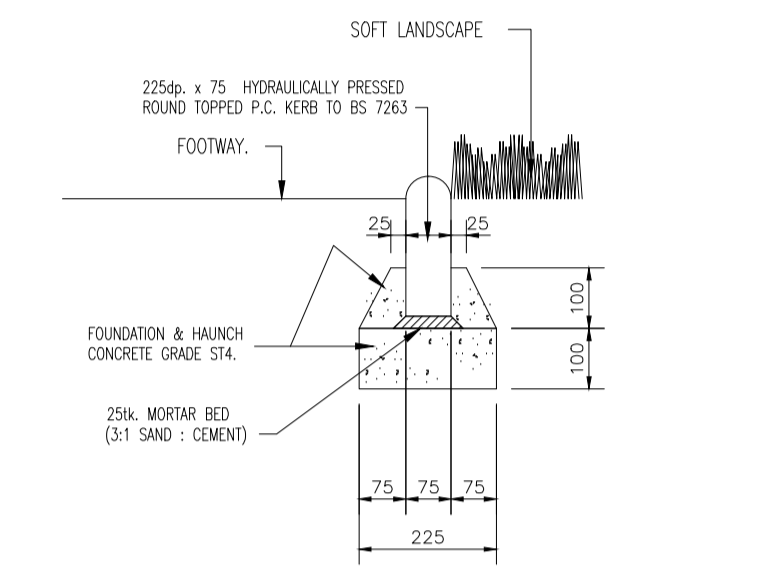 SOFT LANDSCAPE
225dp. x 75 HYDRAULICALLY PRESSED
ROUND TOPPED P.C. KERB TO BS 7263
FOOTWAY.
25
25
100
FOUNDATION & HAUNCH
CONCRETE GRADE ST4.
100
25tk. MORTAR BED
(3:1 SAND : CEMENT)
75
75
75
225